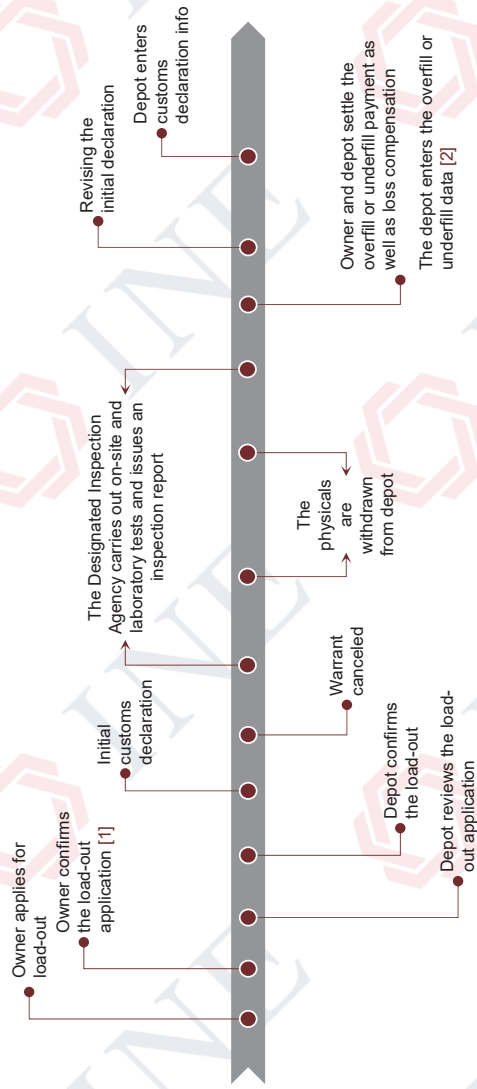 Owner applies for
load-out
Owner confirms
the load-out
application [1]
Depot reviews the load-
out application
Depot confirms
the load-out
Initial
customs
declaration
Warrant
canceled
The Designated Inspection
Agency carries out on-site and
laboratory tests and issues an
inspection report
The
physicals
are
withdrawn
from depot
Owner and depot settle the
overfill or underfill payment as
well as loss compensation
The depot enters the overfill or
underfill data [2]
Revising the
initial declaration
Depot enters
customs
declaration info
INE
INE
INE
INE